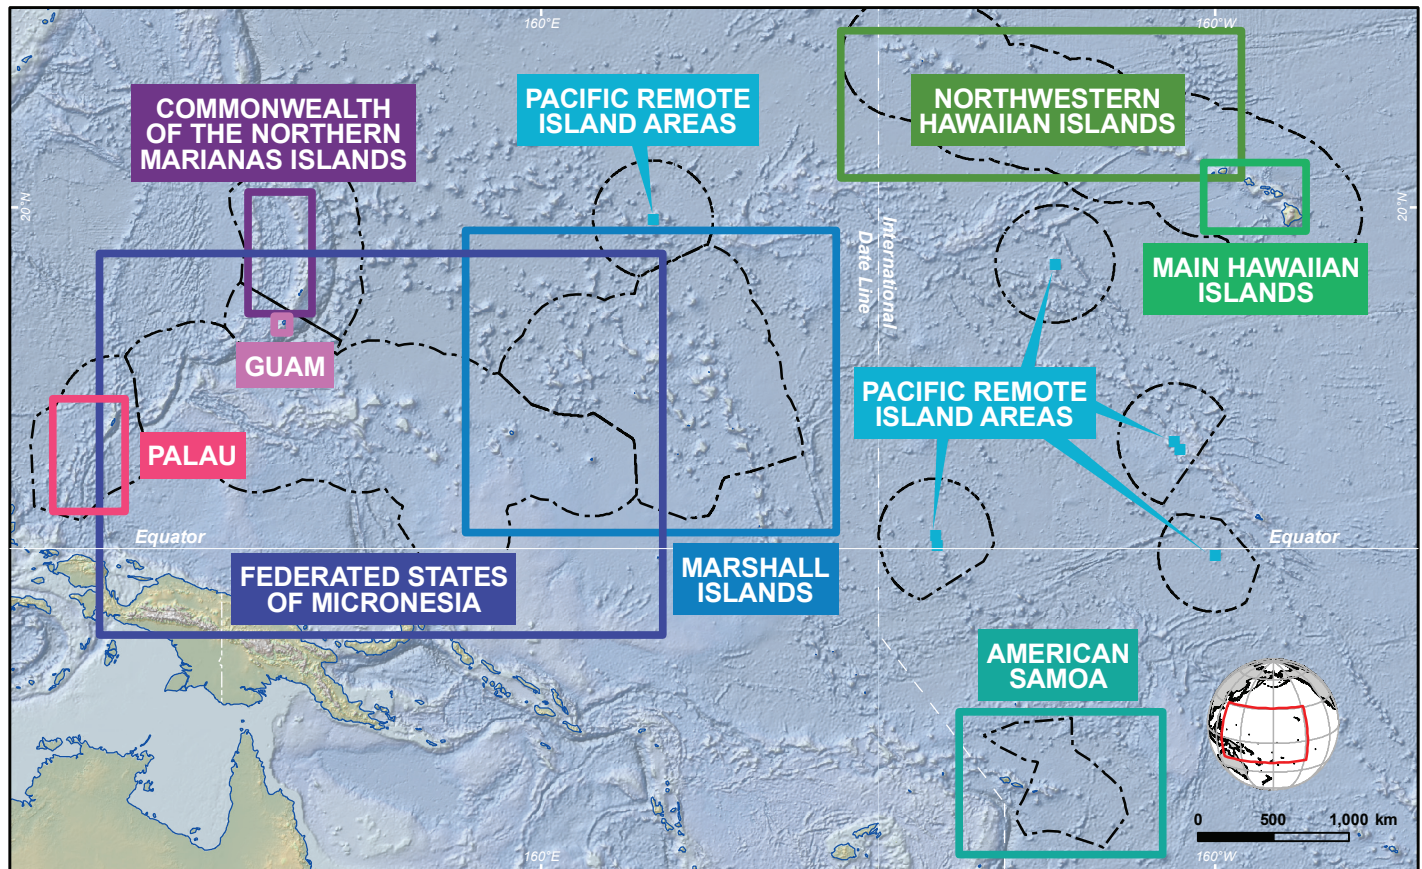 160°E
160°W
COMMONWEALTH
OF THE NORTHERN
MARIANAS ISLANDS
PACIFIC REMOTE
ISLAND AREAS
NORTHWESTERN
HAWAIIAN ISLANDS
20°N
20°N
International
Date Line
MAIN HAWAIIAN
ISLANDS
GUAM
PACIFIC REMOTE
ISLAND AREAS
PALAU
Equator
Equator
FEDERATED STATES
OF MICRONESIA
MARSHALL
ISLANDS
AMERICAN
SAMOA
0 500 1,000 km
160°E
160°W